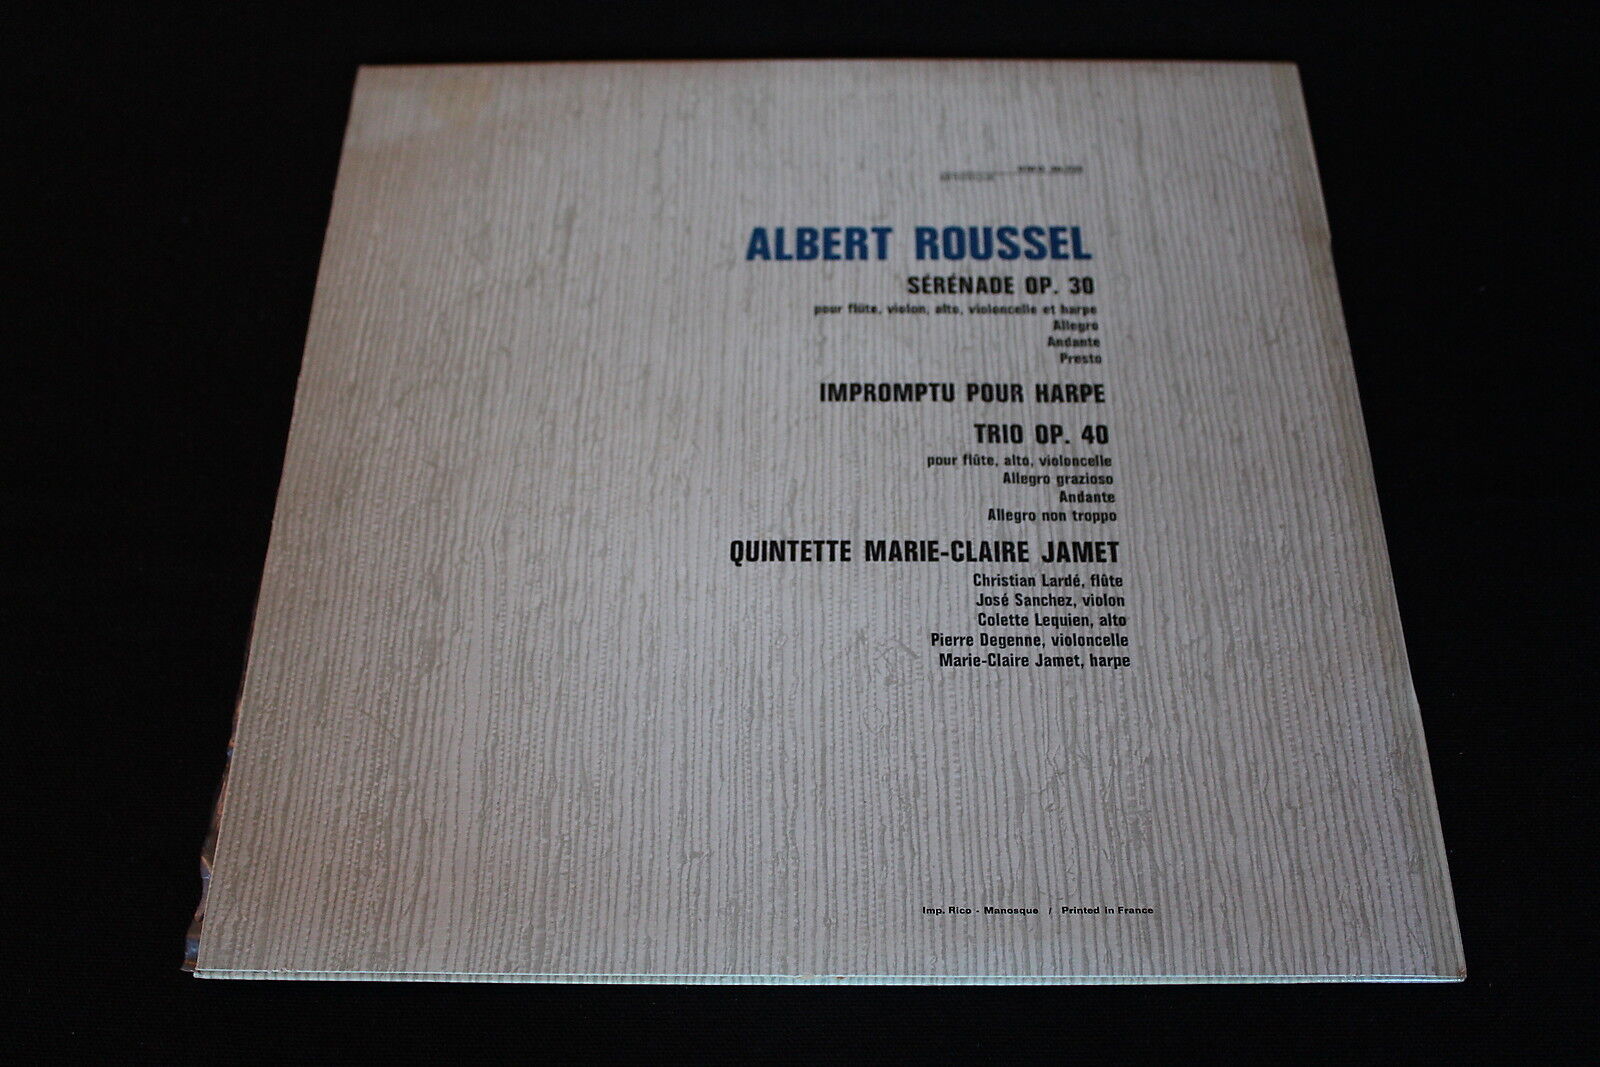 ALBERT ROUSSEL
SÉRÉNADE OP. 30
pour flûte, violon, alto, violoncelle et harpe
Allegro
Andante
Presto
IMPROMPTU POUR HARPE
TRIO OP. 40
pour flûte, alto, violoncelle
Allegro grazioso
Andante
Allegro non troppo
QUINTETTE MARIE-CLAIRE JAMET
Christian Lardé, flûte
José Sanchez, violon
Colette Lequien, alto
Pierre Degenne, violoncelle
Marie-Claire Jamet, harpe
Imp. Rico - Manosque / Printed in France